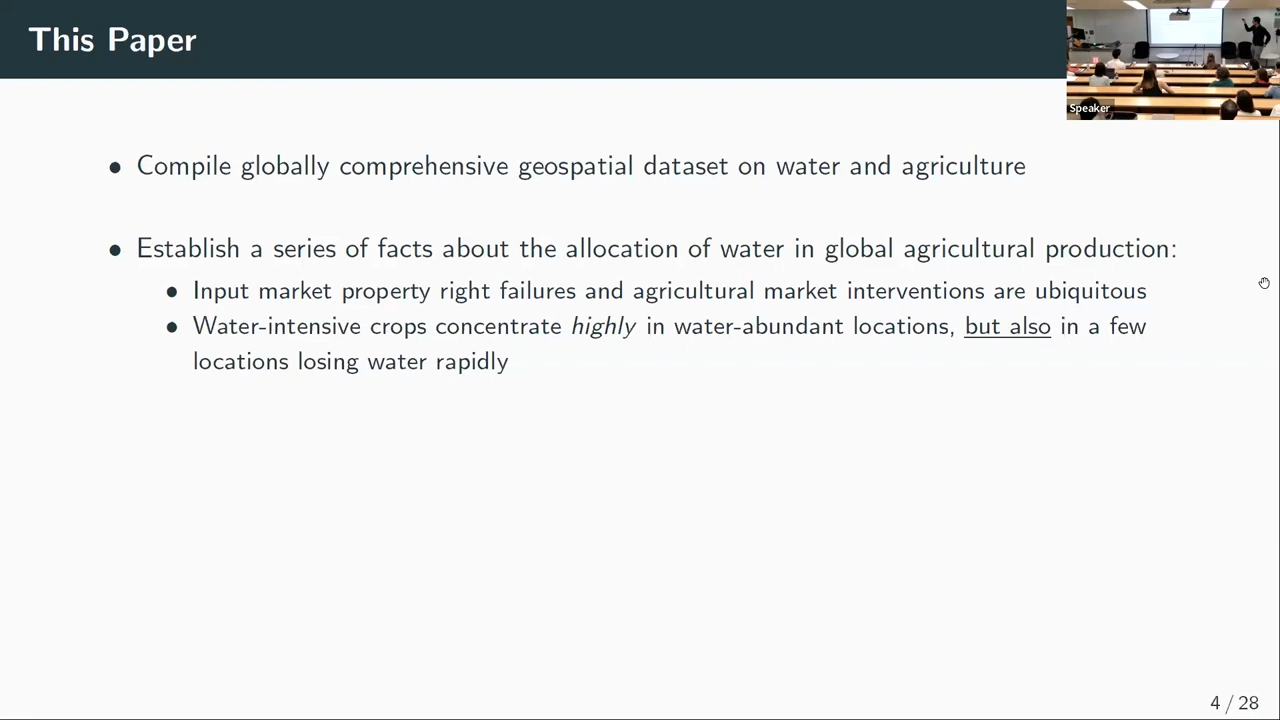 This Paper
Speaker
• Compile globally comprehensive geospatial dataset on water and agriculture
• Establish a series of facts about the allocation of water in global agricultural production:
• Input market property right failures and agricultural market interventions are ubiquitous
• Water-intensive crops concentrate highly in water-abundant locations, but also in a few
locations losing water rapidly
4 / 28